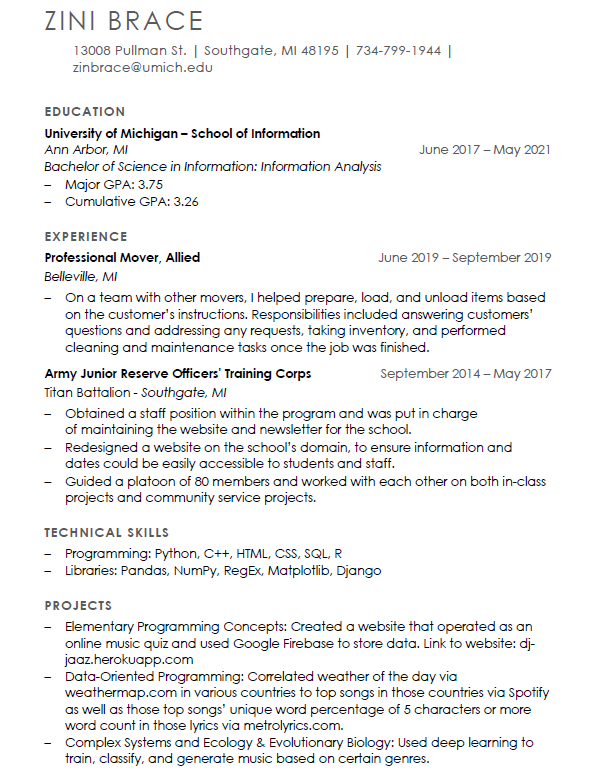 ZINI BRACE
13008 Pullman St. | Southgate, MI 48195 | 734-799-1944 |
zinbrace@umich.edu
EDUCATION
University of Michigan – School of Information
Ann Arbor, MI June 2017 – May 2021
Bachelor of Science in Information: Information Analysis
– Major GPA: 3.75
– Cumulative GPA: 3.26
EXPERIENCE
Professional Mover, Allied June 2019 – September 2019
Belleville, MI
– On a team with other movers, I helped prepare, load, and unload items based
on the customer's instructions. Responsibilities included answering customers'
questions and addressing any requests, taking inventory, and performed
cleaning and maintenance tasks once the job was finished.
Army Junior Reserve Officers' Training Corps September 2014 – May 2017
Titan Battalion - Southgate, MI
– Obtained a staff position within the program and was put in charge
of maintaining the website and newsletter for the school.
– Redesigned a website on the school's domain, to ensure information and
dates could be easily accessible to students and staff.
– Guided a platoon of 80 members and worked with each other on both in-class
projects and community service projects.
TECHNICAL SKILLS
– Programming: Python, C++, HTML, CSS, SQL, R
– Libraries: Pandas, NumPy, RegEx, Matplotlib, Django
PROJECTS
– Elementary Programming Concepts: Created a website that operated as an
online music quiz and used Google Firebase to store data. Link to website: dj-
jaaz.herokuapp.com
– Data-Oriented Programming: Correlated weather of the day via
weathermap.com in various countries to top songs in those countries via Spotify
as well as those top songs' unique word percentage of 5 characters or more
word count in those lyrics via metrolyrics.com.
– Complex Systems and Ecology & Evolutionary Biology: Used deep learning to
train, classify, and generate music based on certain genres.